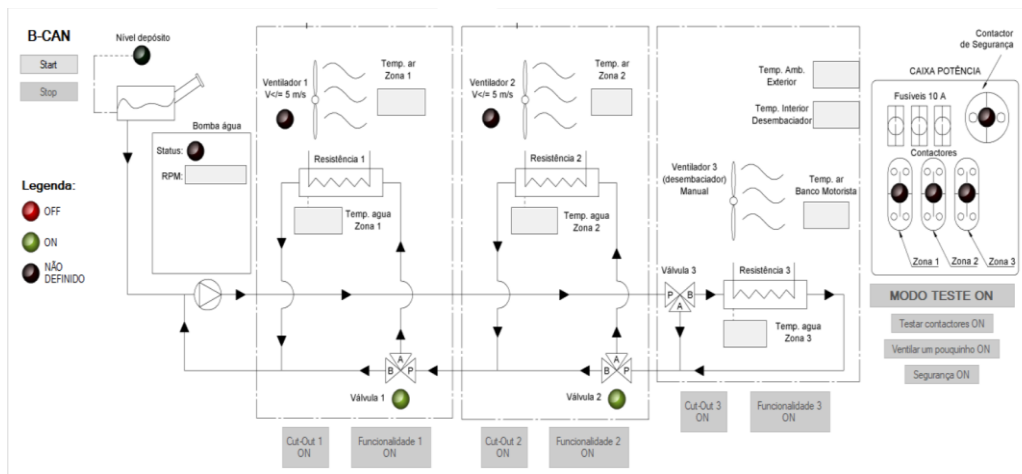 B-CAN
Start
Stop
Nível depósito
Bomba água
Status:
RPM:
Legenda:
OFF
ON
NÃO
DEFINIDO
Ventilador 1
V</= 5 m/s
Temp. ar
Zona 1
Resistência 1
Temp. agua
Zona 1
A
B
P
Válvula 1
Cut-Out 1
ON
Funcionalidade 1
ON
Ventilador 2
V</= 5 m/s
Temp. ar
Zona 2
Resistência 2
Temp. agua
Zona 2
A
B
P
Válvula 2
Cut-Out 2
ON
Funcionalidade 2
ON
Temp. Amb.
Exterior
Temp. Interior
Desembaciador
Ventilador 3
(desembaciador)
Manual
Temp. ar
Banco Motorista
Válvula 3
P
B
A
Resistência 3
Temp. agua
Zona 3
Cut-Out 3
ON
Funcionalidade 3
ON
Contactor
de Segurança
CAIXA POTÊNCIA
Fusíveis 10 A
Contactores
Zona 1
Zona 2
Zona 3
MODO TESTE ON
Testar contactores ON
Ventilar um pouquinho ON
Segurança ON